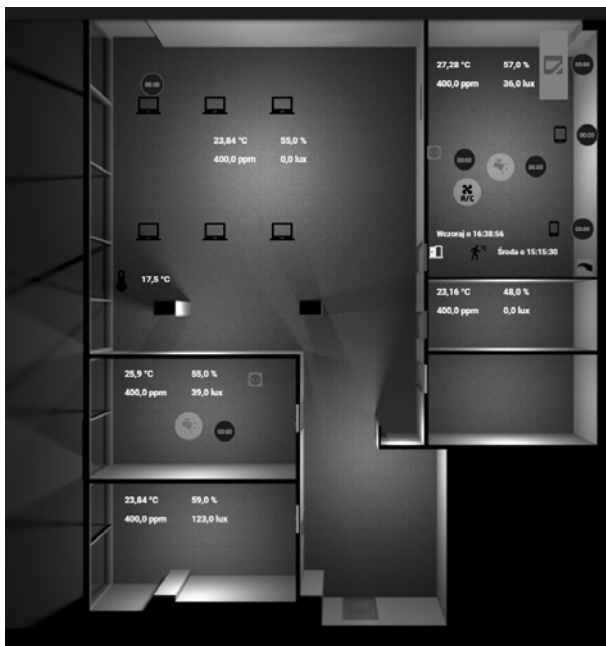 27,28 °C 57,0 %
400,0 ppm 36,0 lux
00:00
00:00
23,84 °C 55,0 %
400,0 ppm 0,0 lux
00:00
00:00
00:00
A/C
Wczoraj o 16:38:56
00:00
Środa o 15:15:30
17,5 °C
23,16 °C 48,0 %
400,0 ppm 0,0 lux
25,9 °C 55,0 %
400,0 ppm 39,0 lux
00:00
23,84 °C 59,0 %
400,0 ppm 123,0 lux